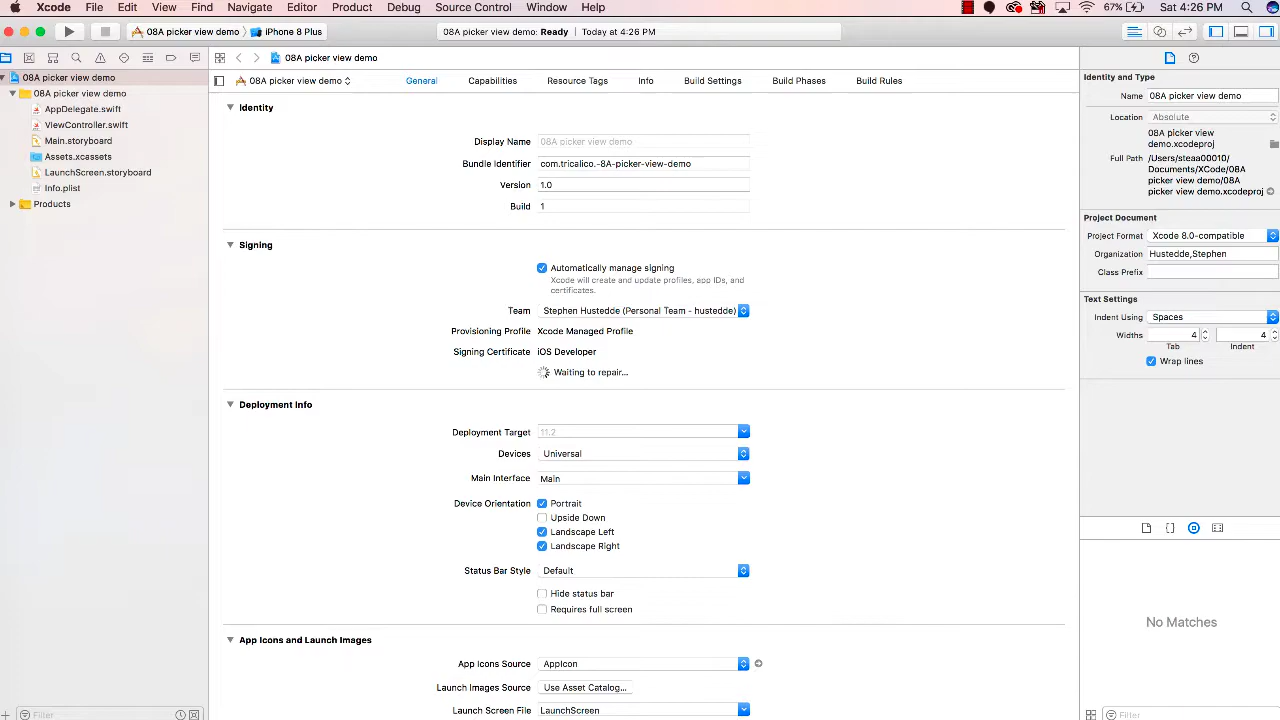 Xcode File Edit View Find Navigate Editor Product Debug Source Control Window Help 67% Sat 4:26 PM
08A picker view demo iPhone 8 Plus 08A picker view demo: Ready Today at 4:26 PM
08A picker view demo
08A picker view demo
AppDelegate.swift
ViewController.swift
Main.storyboard
Assets.xcassets
LaunchScreen.storyboard
Info.plist
Products
Filter
08A picker view demo
08A picker view demo General Capabilities Resource Tags Info Build Settings Build Phases Build Rules
Identity
Display Name 08A picker view demo
Bundle Identifier com.tricalico.-8A-picker-view-demo
Version 1.0
Build 1
Signing
Automatically manage signing
Xcode will create and update profiles, app IDs, and
certificates.
Team Stephen Hustedde (Personal Team - hustedde)
Provisioning Profile Xcode Managed Profile
Signing Certificate iOS Developer
Waiting to repair...
Deployment Info
Deployment Target 11.2
Devices Universal
Main Interface Main
Device Orientation Portrait
Upside Down
Landscape Left
Landscape Right
Status Bar Style Default
Hide status bar
Requires full screen
App Icons and Launch Images
App Icons Source AppIcon
Launch Images Source Use Asset Catalog...
Launch Screen File LaunchScreen
Identity and Type
Name 08A picker view demo
Location Absolute
08A picker view
demo.xcodeproj
Full Path /Users/steaa00010/
Documents/XCode/08A
picker view demo/08A
picker view demo.xcodeproj
Project Document
Project Format Xcode 8.0-compatible
Organization Hustedde,Stephen
Class Prefix
Text Settings
Indent Using Spaces
Widths 4 4
Tab Indent
Wrap lines
{ }
No Matches
Filter